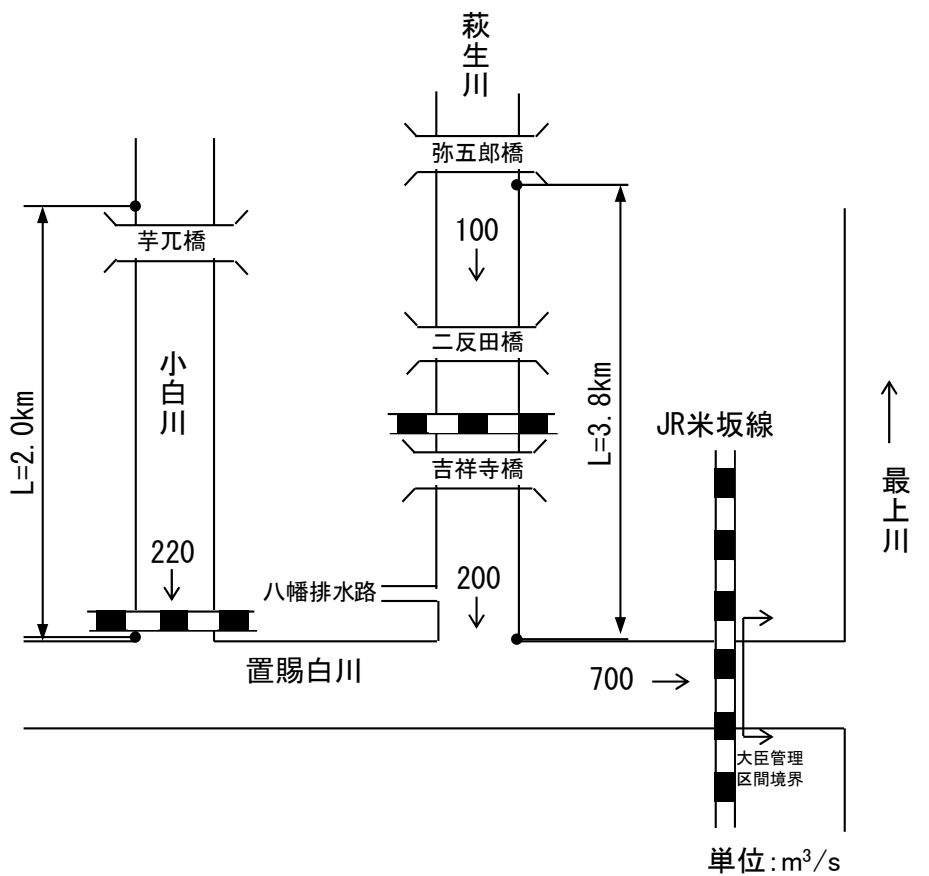 萩生川
弥五郎橋
100
芋兀橋
二反田橋
小白川
L=2.0km
L=3.8km
JR米坂線
吉祥寺橋
最上川
220
八幡排水路
200
置賜白川
700
大臣管理
区間境界
単位:m³/s